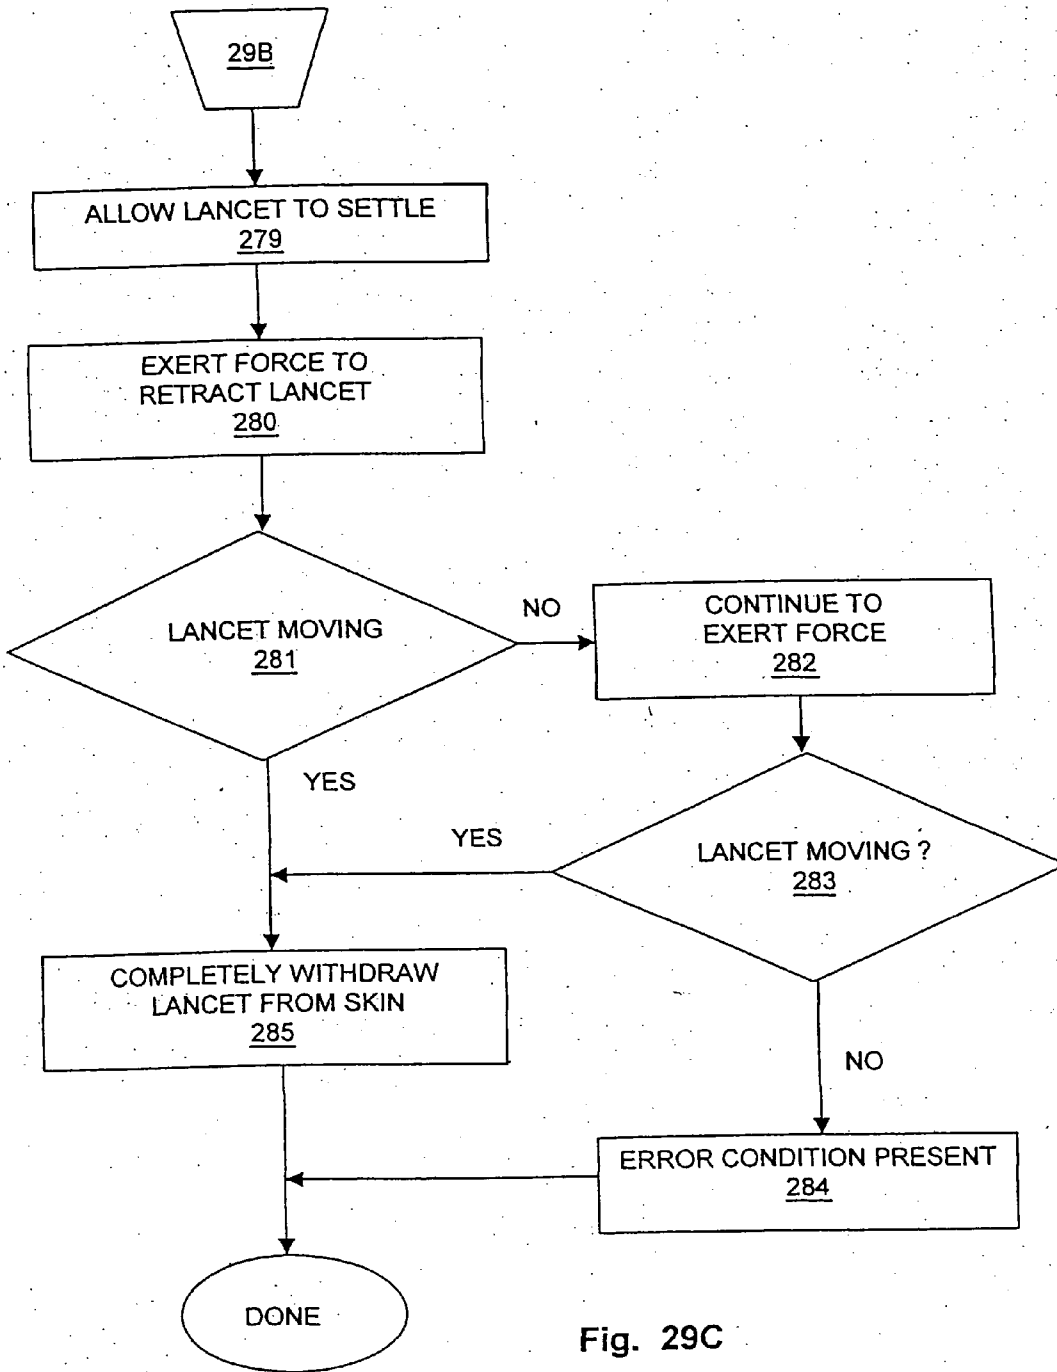 29B
ALLOW LANCET TO SETTLE
279
EXERT FORCE TO
RETRACT LANCET
280
LANCET MOVING
281
NO
CONTINUE TO
EXERT FORCE
282
YES
YES
LANCET MOVING ?
283
COMPLETELY WITHDRAW
LANCET FROM SKIN
285
NO
ERROR CONDITION PRESENT
284
DONE
Fig. 29C